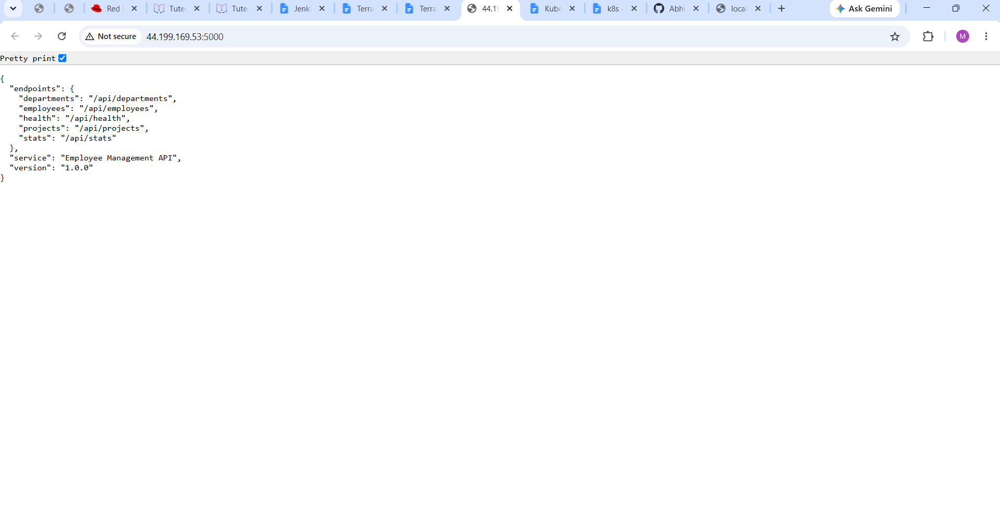 Red
Tute
Tute
Jenk
Terra
Terra
44.19
Kube
k8s -
Abhi
local
Ask Gemini
Not secure
44.199.169.53:5000
M
Pretty print
{
  "endpoints": {
    "departments": "/api/departments",
    "employees": "/api/employees",
    "health": "/api/health",
    "projects": "/api/projects",
    "stats": "/api/stats"
  },
  "service": "Employee Management API",
  "version": "1.0.0"
}